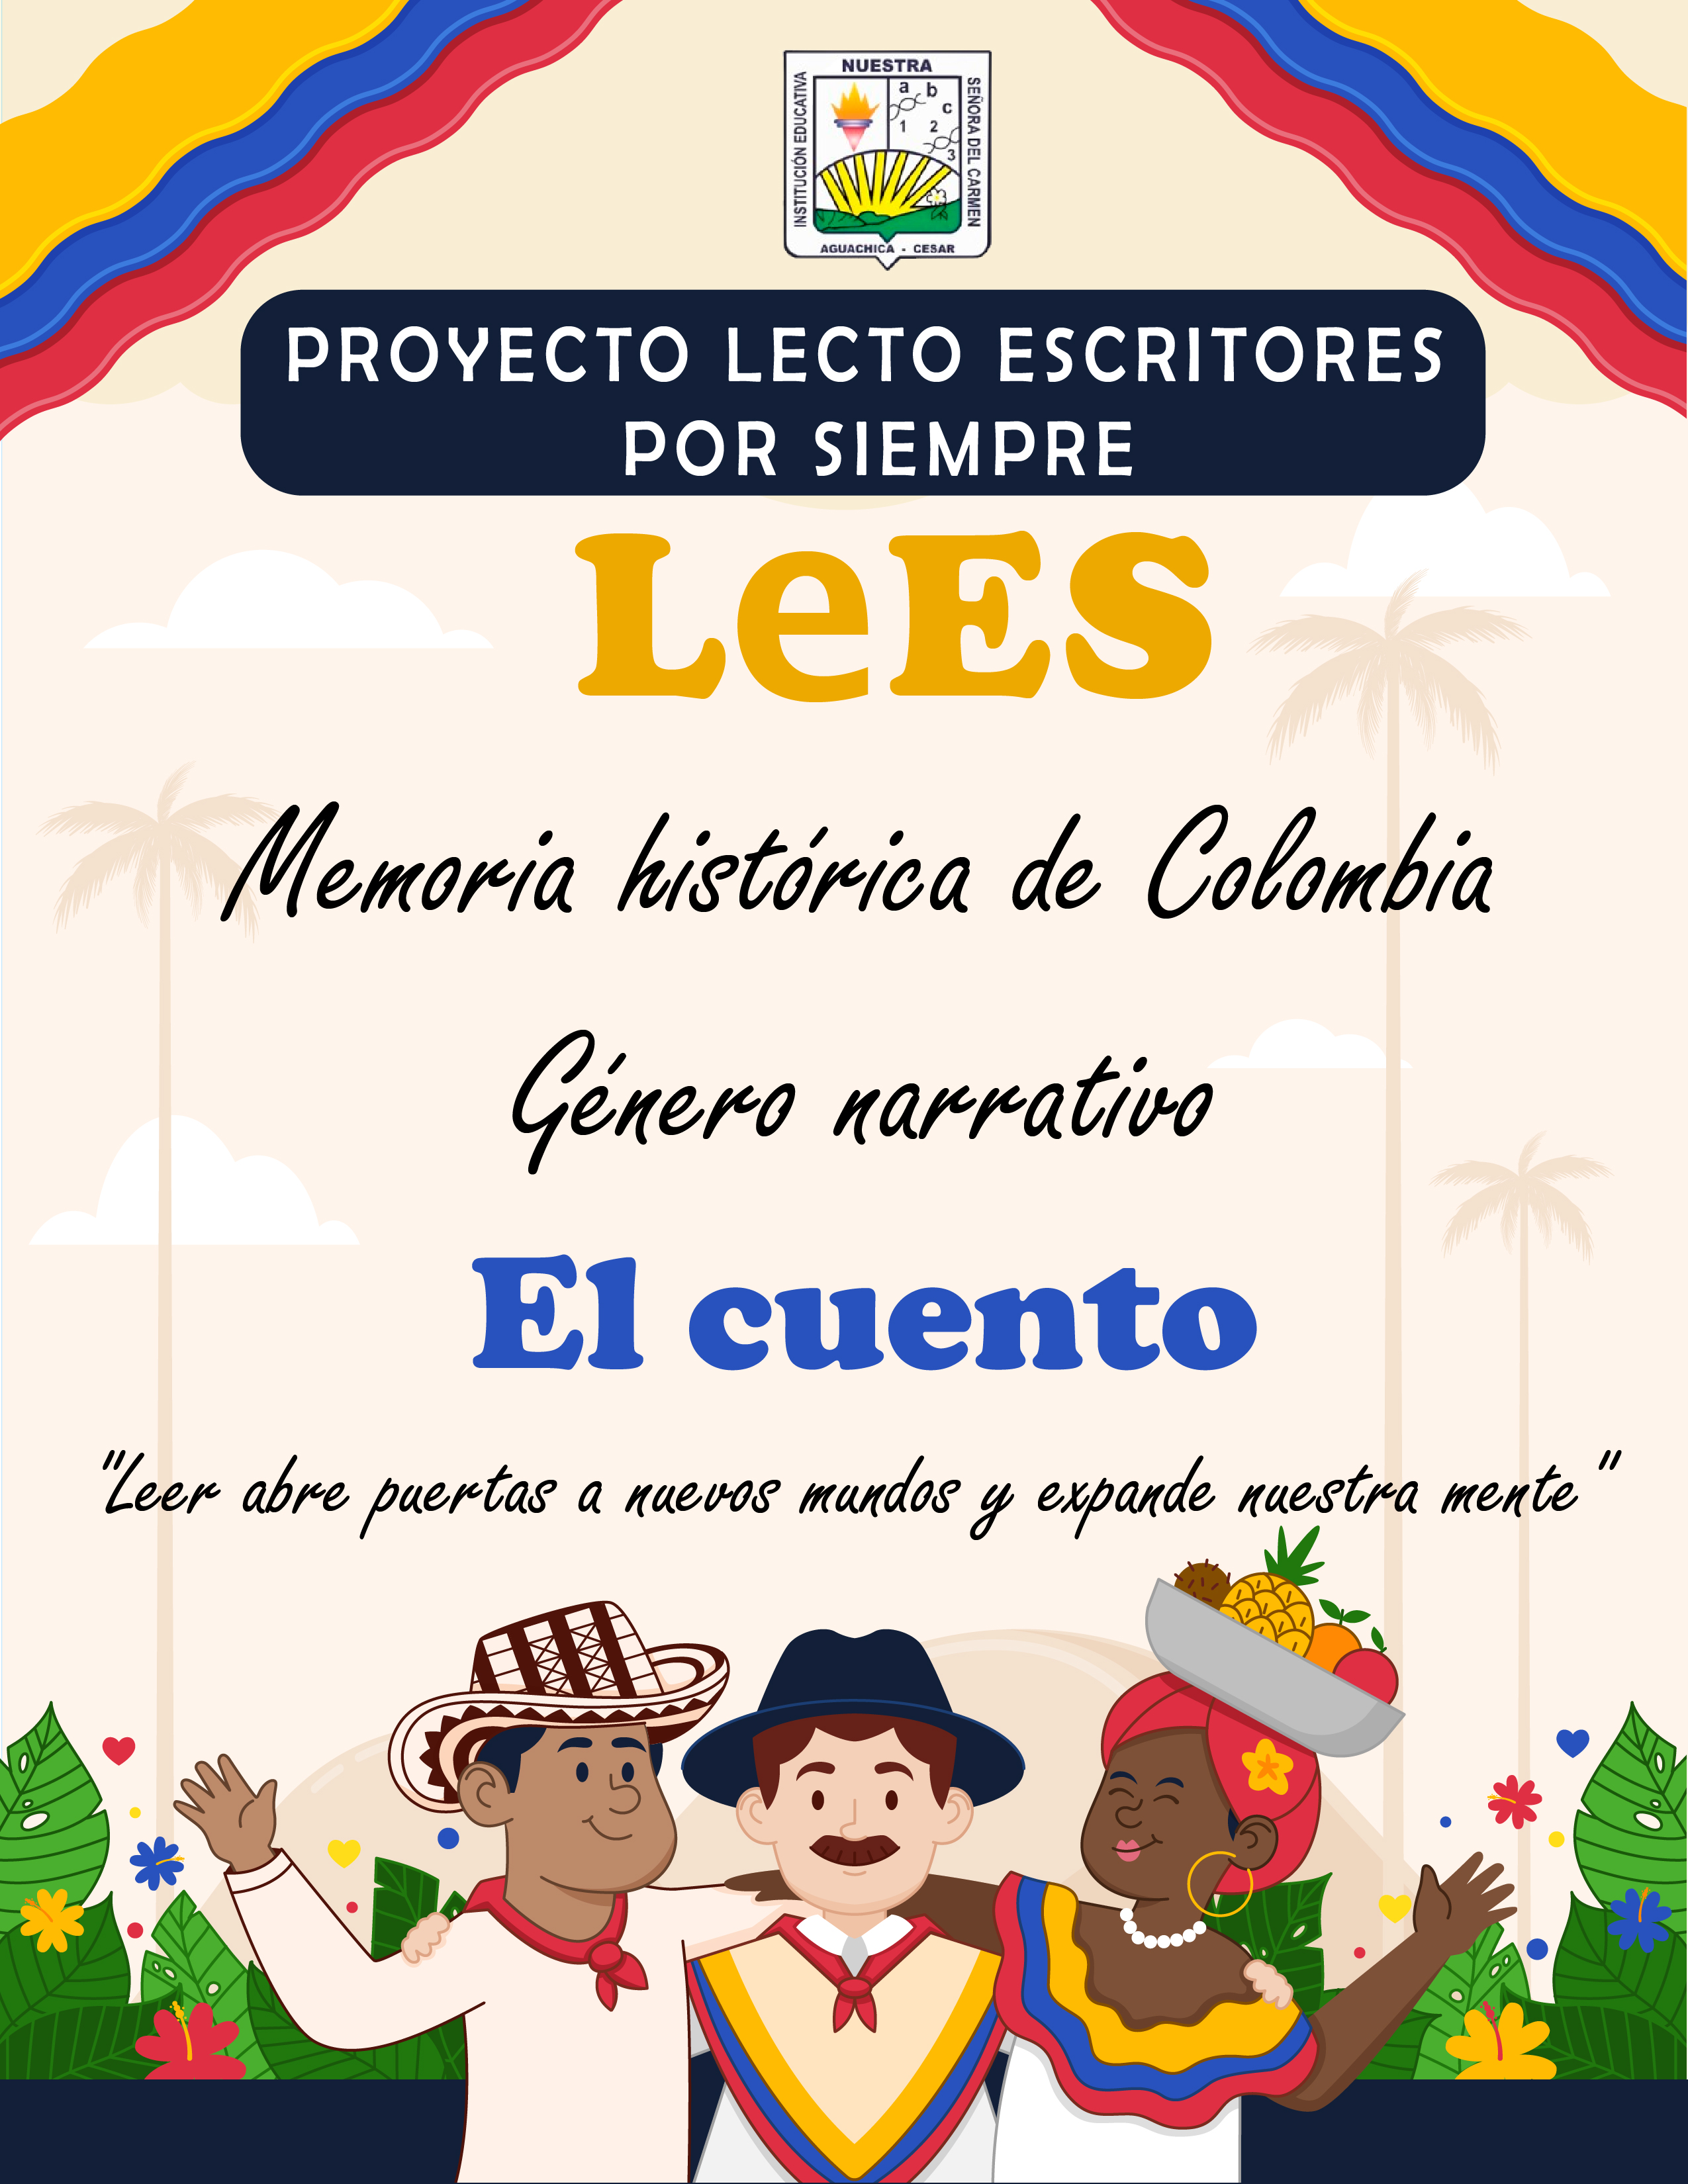 NUESTRA
INSTITUCIÓN EDUCATIVA
SEÑORA DEL CARMEN
a b c
1 2 3
AGUACHICA - CESAR
PROYECTO LECTO ESCRITORES
POR SIEMPRE
LeES
Memoria histórica de Colombia
Género narrativo
El cuento
"Leer abre puertas a nuevos mundos y expande nuestra mente"